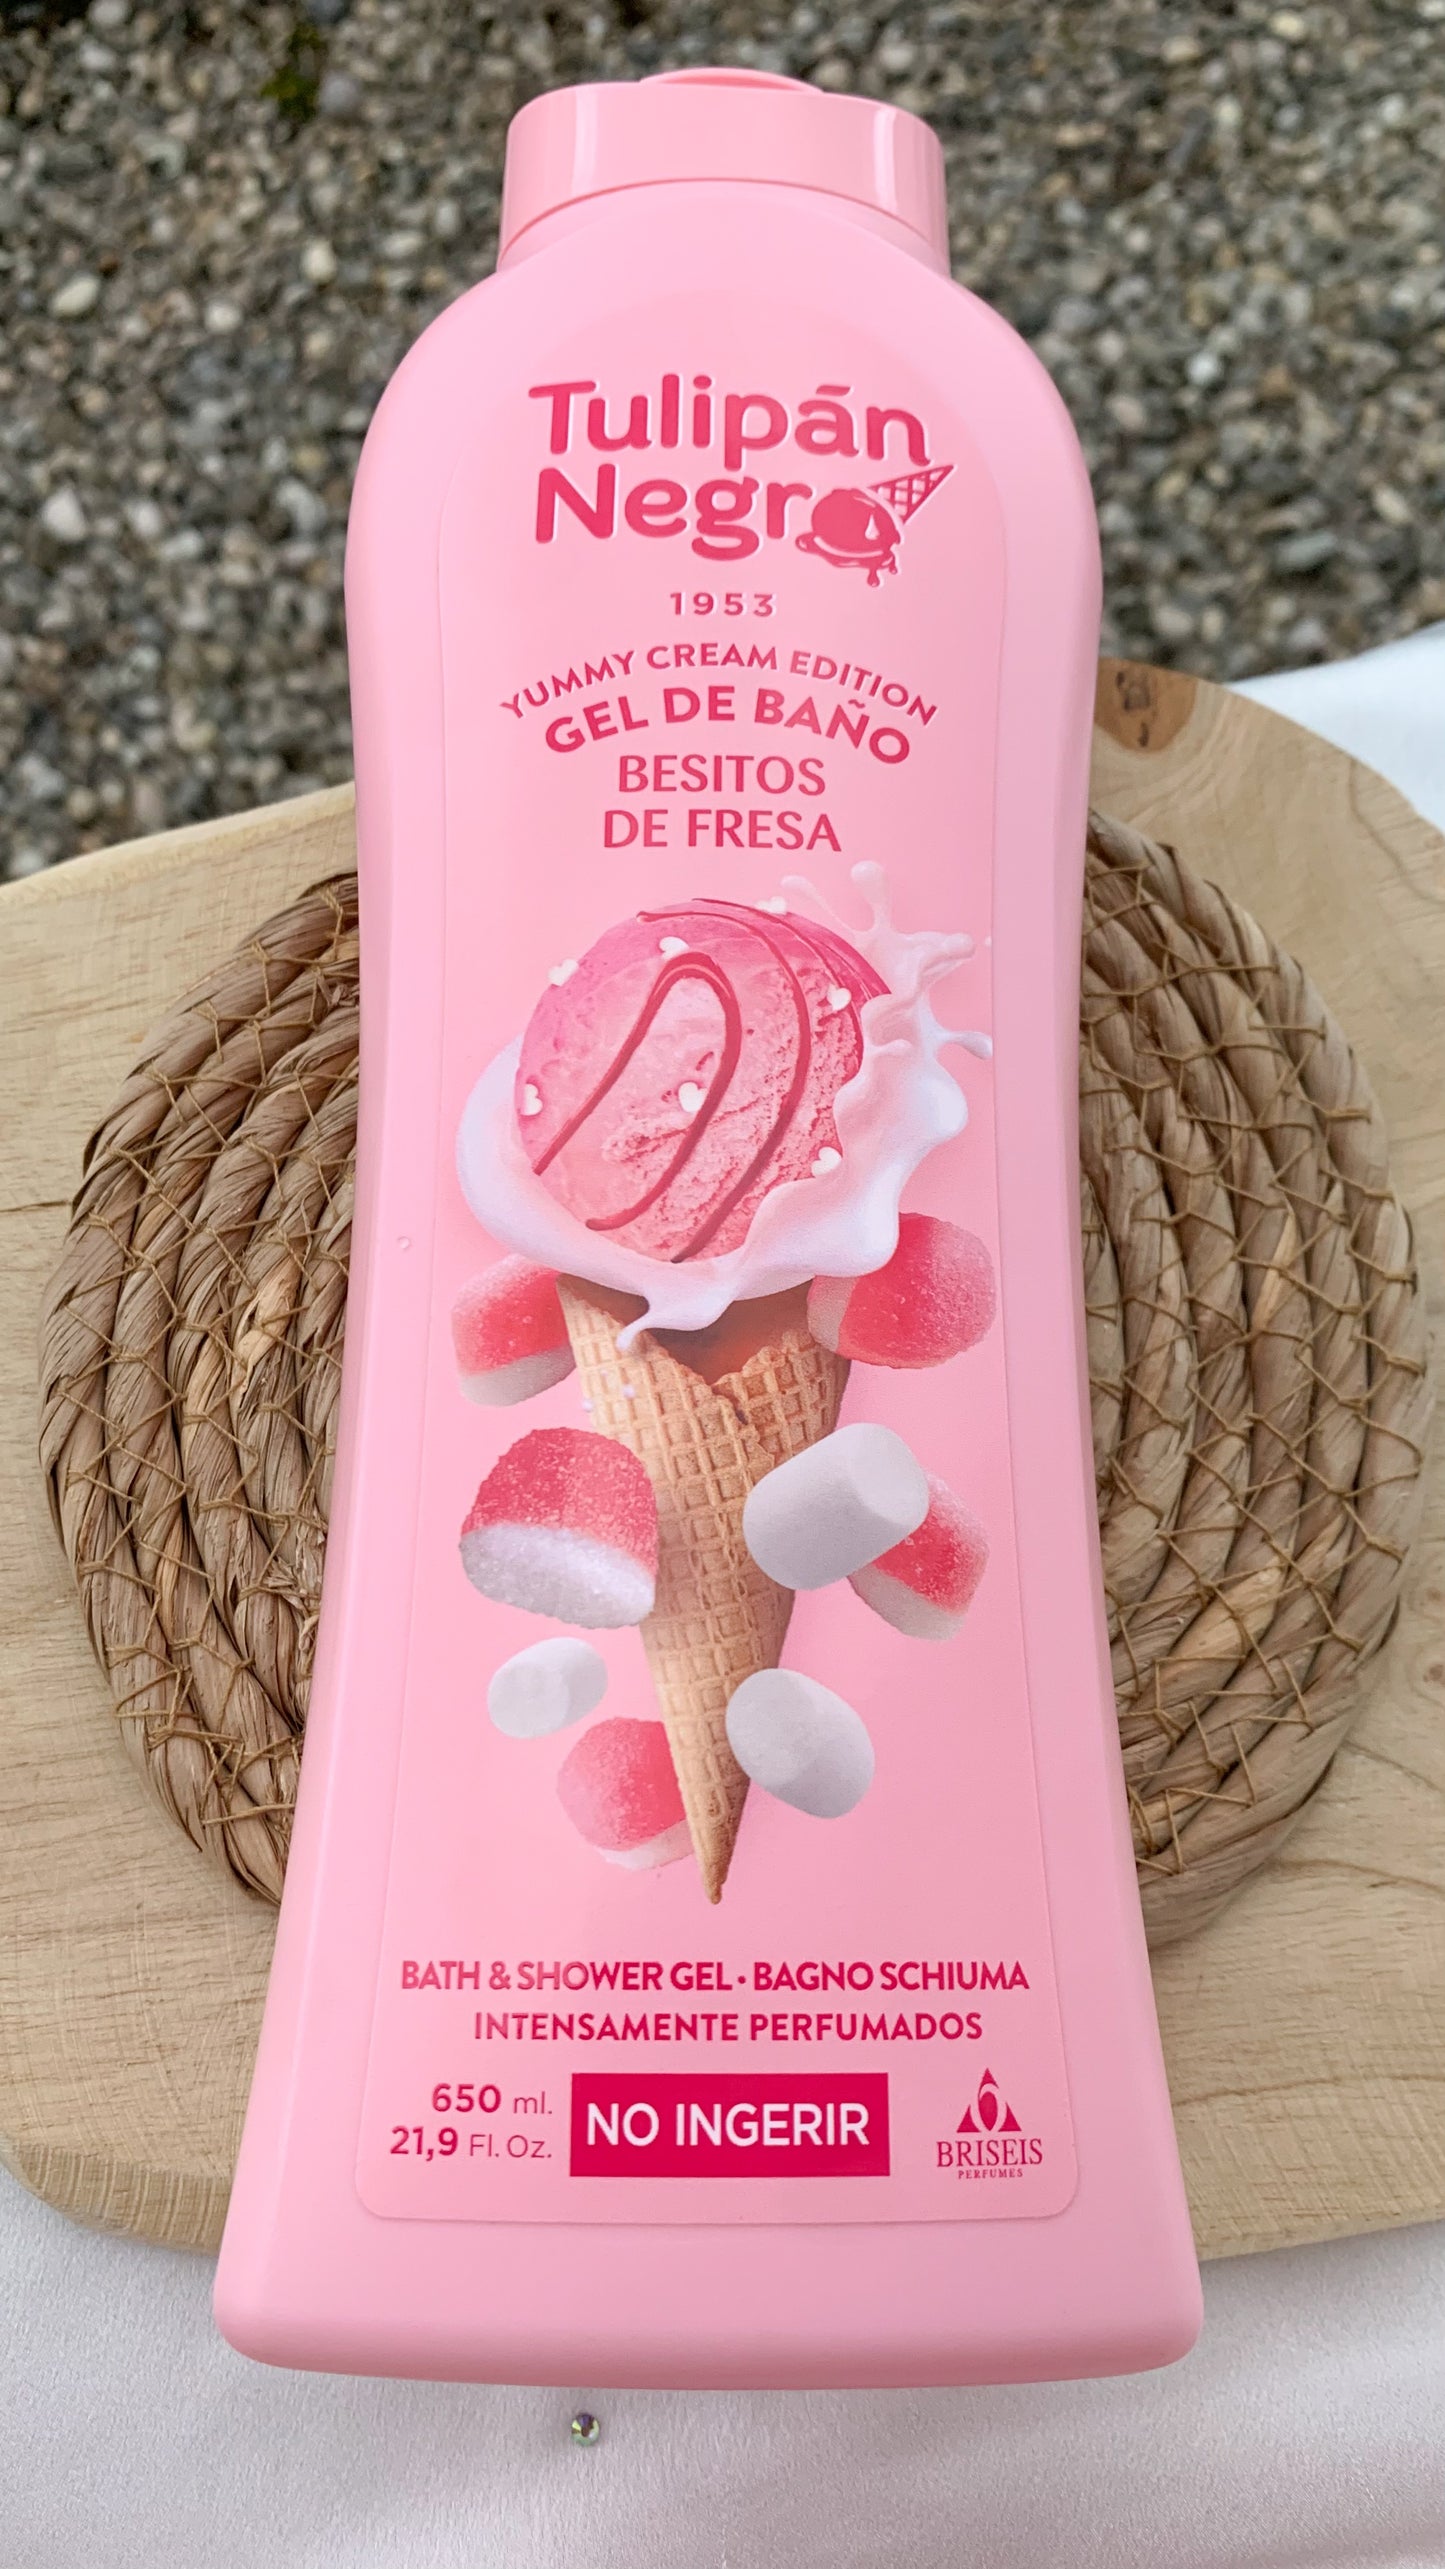 Tulipán
Negro
1953
YUMMY CREAM EDITION
GEL DE BAÑO
BESITOS
DE FRESA
BATH & SHOWER GEL · BAGNO SCHIUMA
INTENSAMENTE PERFUMADOS
650 ml.
21,9 Fl. Oz.
NO INGERIR
BRISEIS
PERFUMES